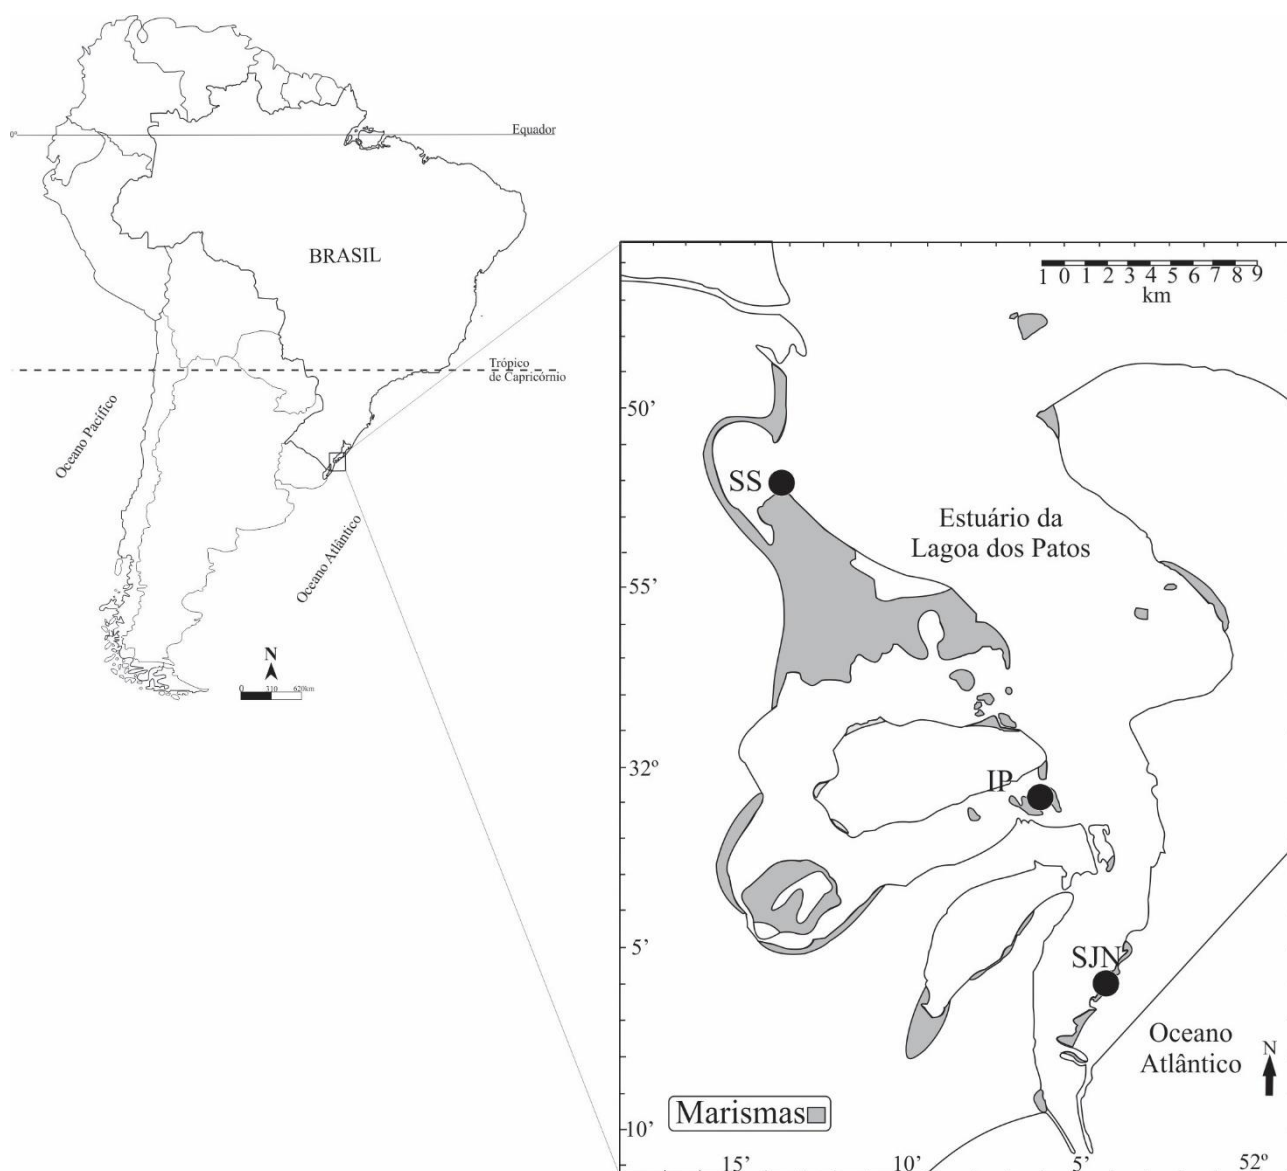 0º
Equador
BRASIL
Trópico
de Capricórnio
Oceano Pacífico
Oceano Atlântico
N
0 310 620km
1 0 1 2 3 4 5 6 7 8 9
km
50’
SS
Estuário da
Lagoa dos Patos
55’
32º
IP
5’
SJN
Oceano
Atlântico
N
Marismas
10’
15’ 10’ 5’ 52º